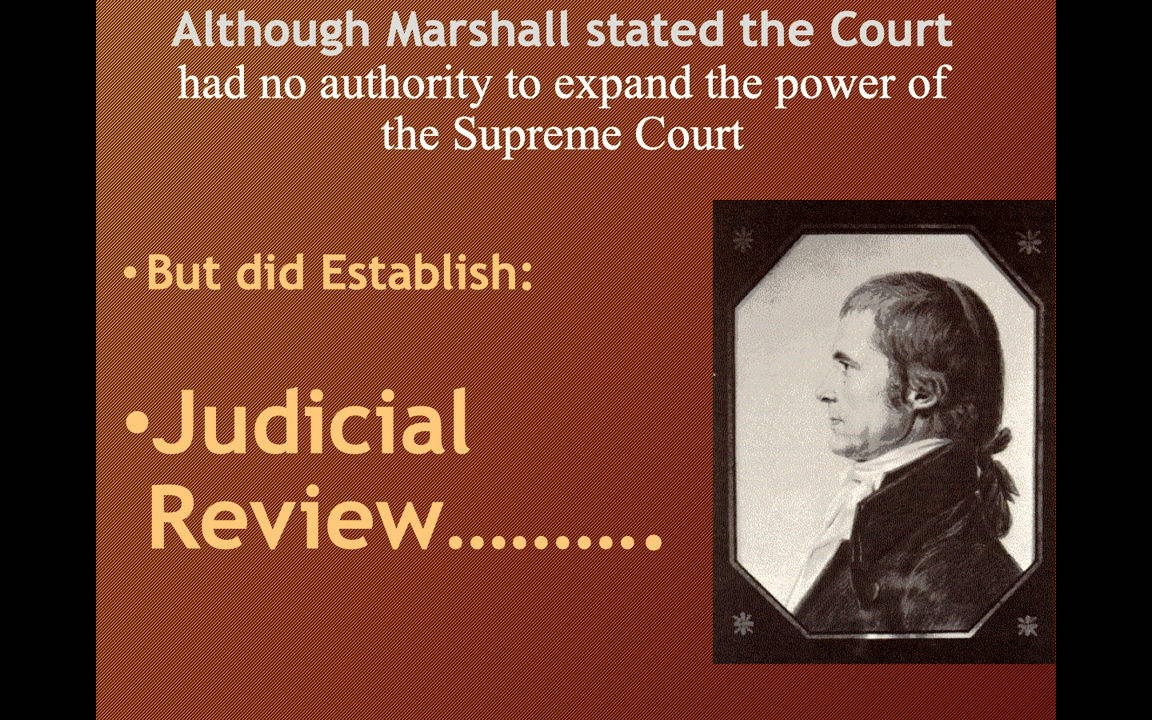 Although Marshall stated the Court
had no authority to expand the power of
the Supreme Court
•But did Establish:
•Judicial
Review……….